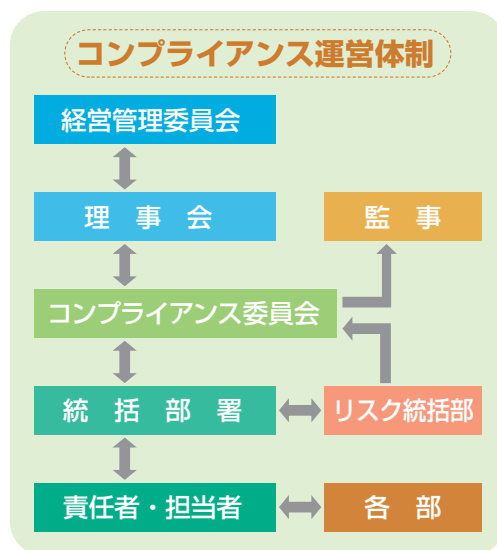 コンプライアンス運営体制
経営管理委員会
理 事 会
監 事
コンプライアンス委員会
統 括 部 署
リスク統括部
責任者・担当者
各 部